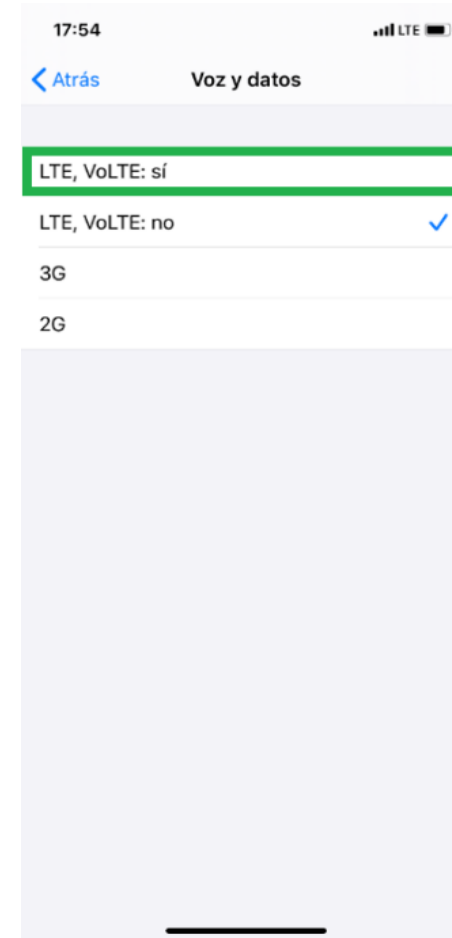 17:54 LTE
Atrás Voz y datos
LTE, VoLTE: sí
LTE, VoLTE: no
3G
2G